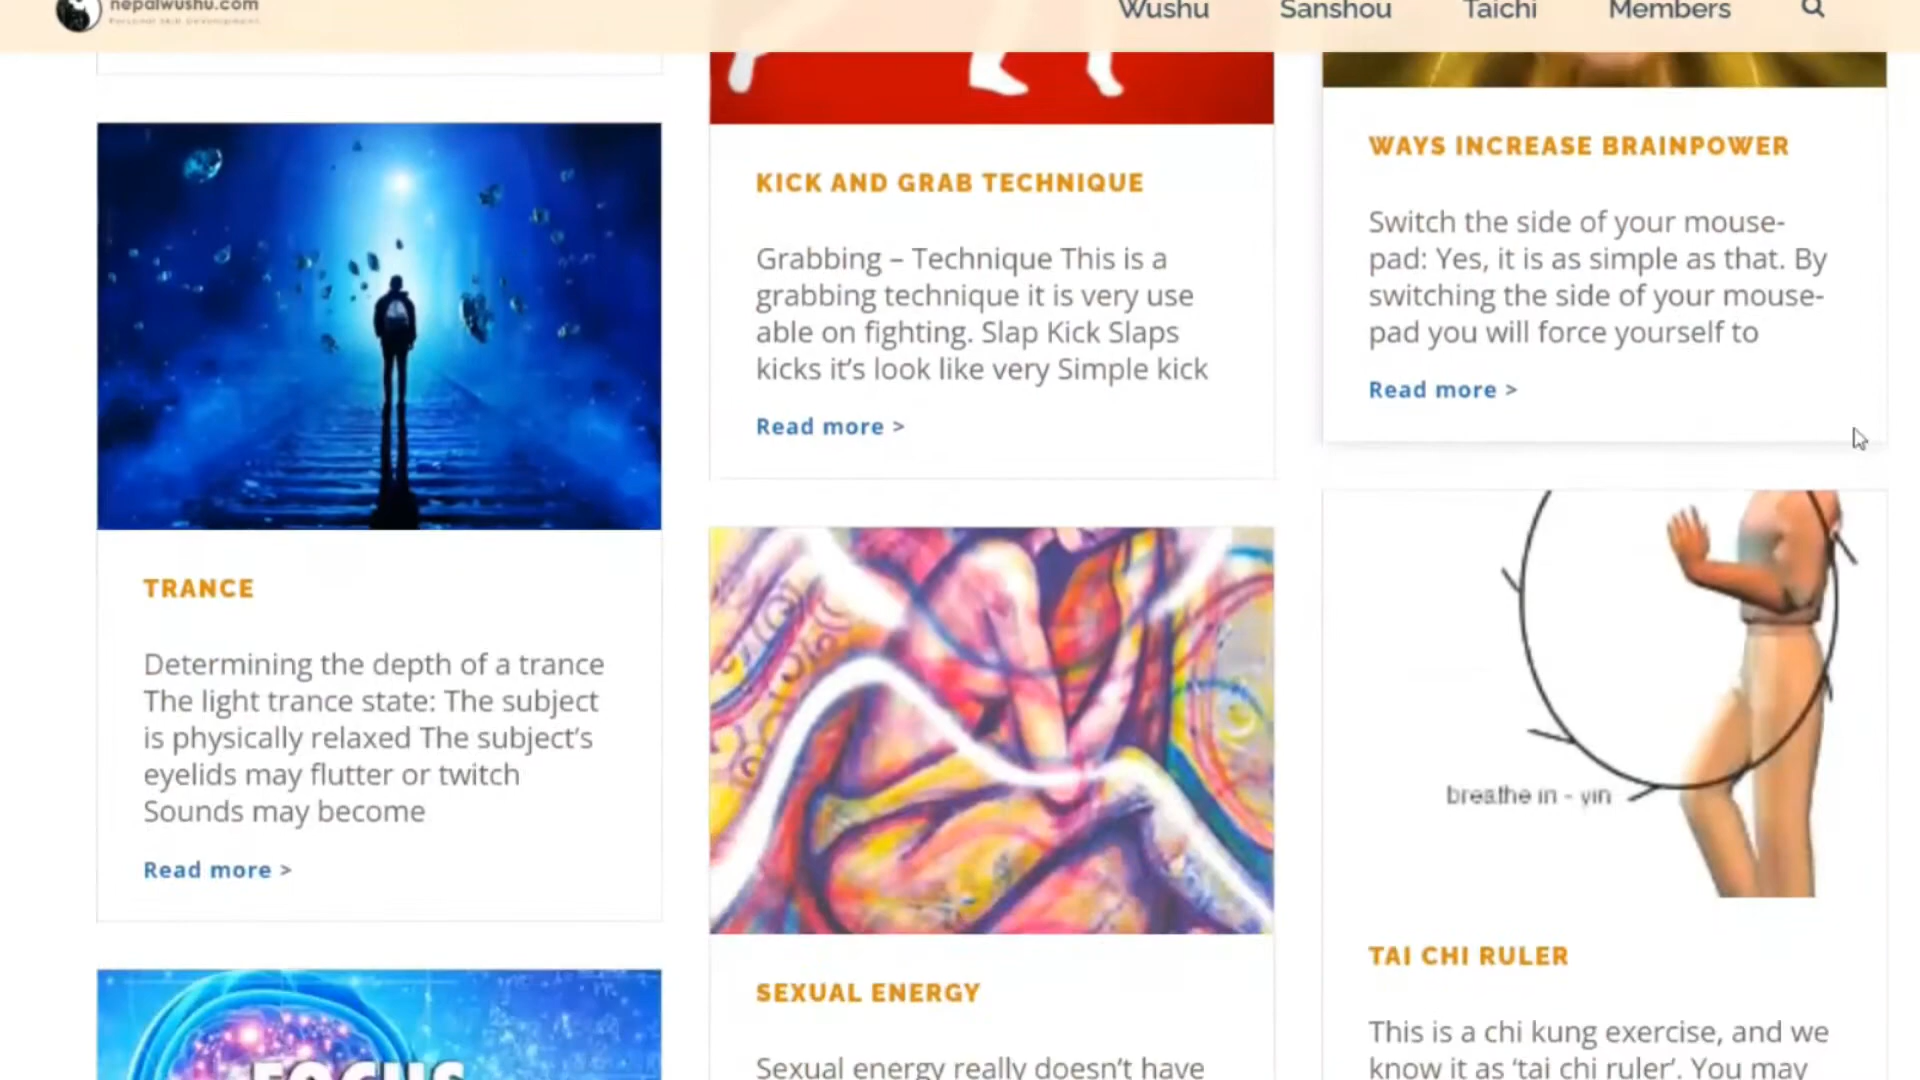 nepalwushu.com
Personal Skill Development
Wushu
Sanshou
Taichi
Members
TRANCE
Determining the depth of a trance
The light trance state: The subject
is physically relaxed The subject’s
eyelids may flutter or twitch
Sounds may become
Read more >
FOCUS
KICK AND GRAB TECHNIQUE
Grabbing – Technique This is a
grabbing technique it is very use
able on fighting. Slap Kick Slaps
kicks it’s look like very Simple kick
Read more >
SEXUAL ENERGY
Sexual energy really doesn’t have
WAYS INCREASE BRAINPOWER
Switch the side of your mouse-
pad: Yes, it is as simple as that. By
switching the side of your mouse-
pad you will force yourself to
Read more >
breathe in - yin
TAI CHI RULER
This is a chi kung exercise, and we
know it as ‘tai chi ruler’. You may